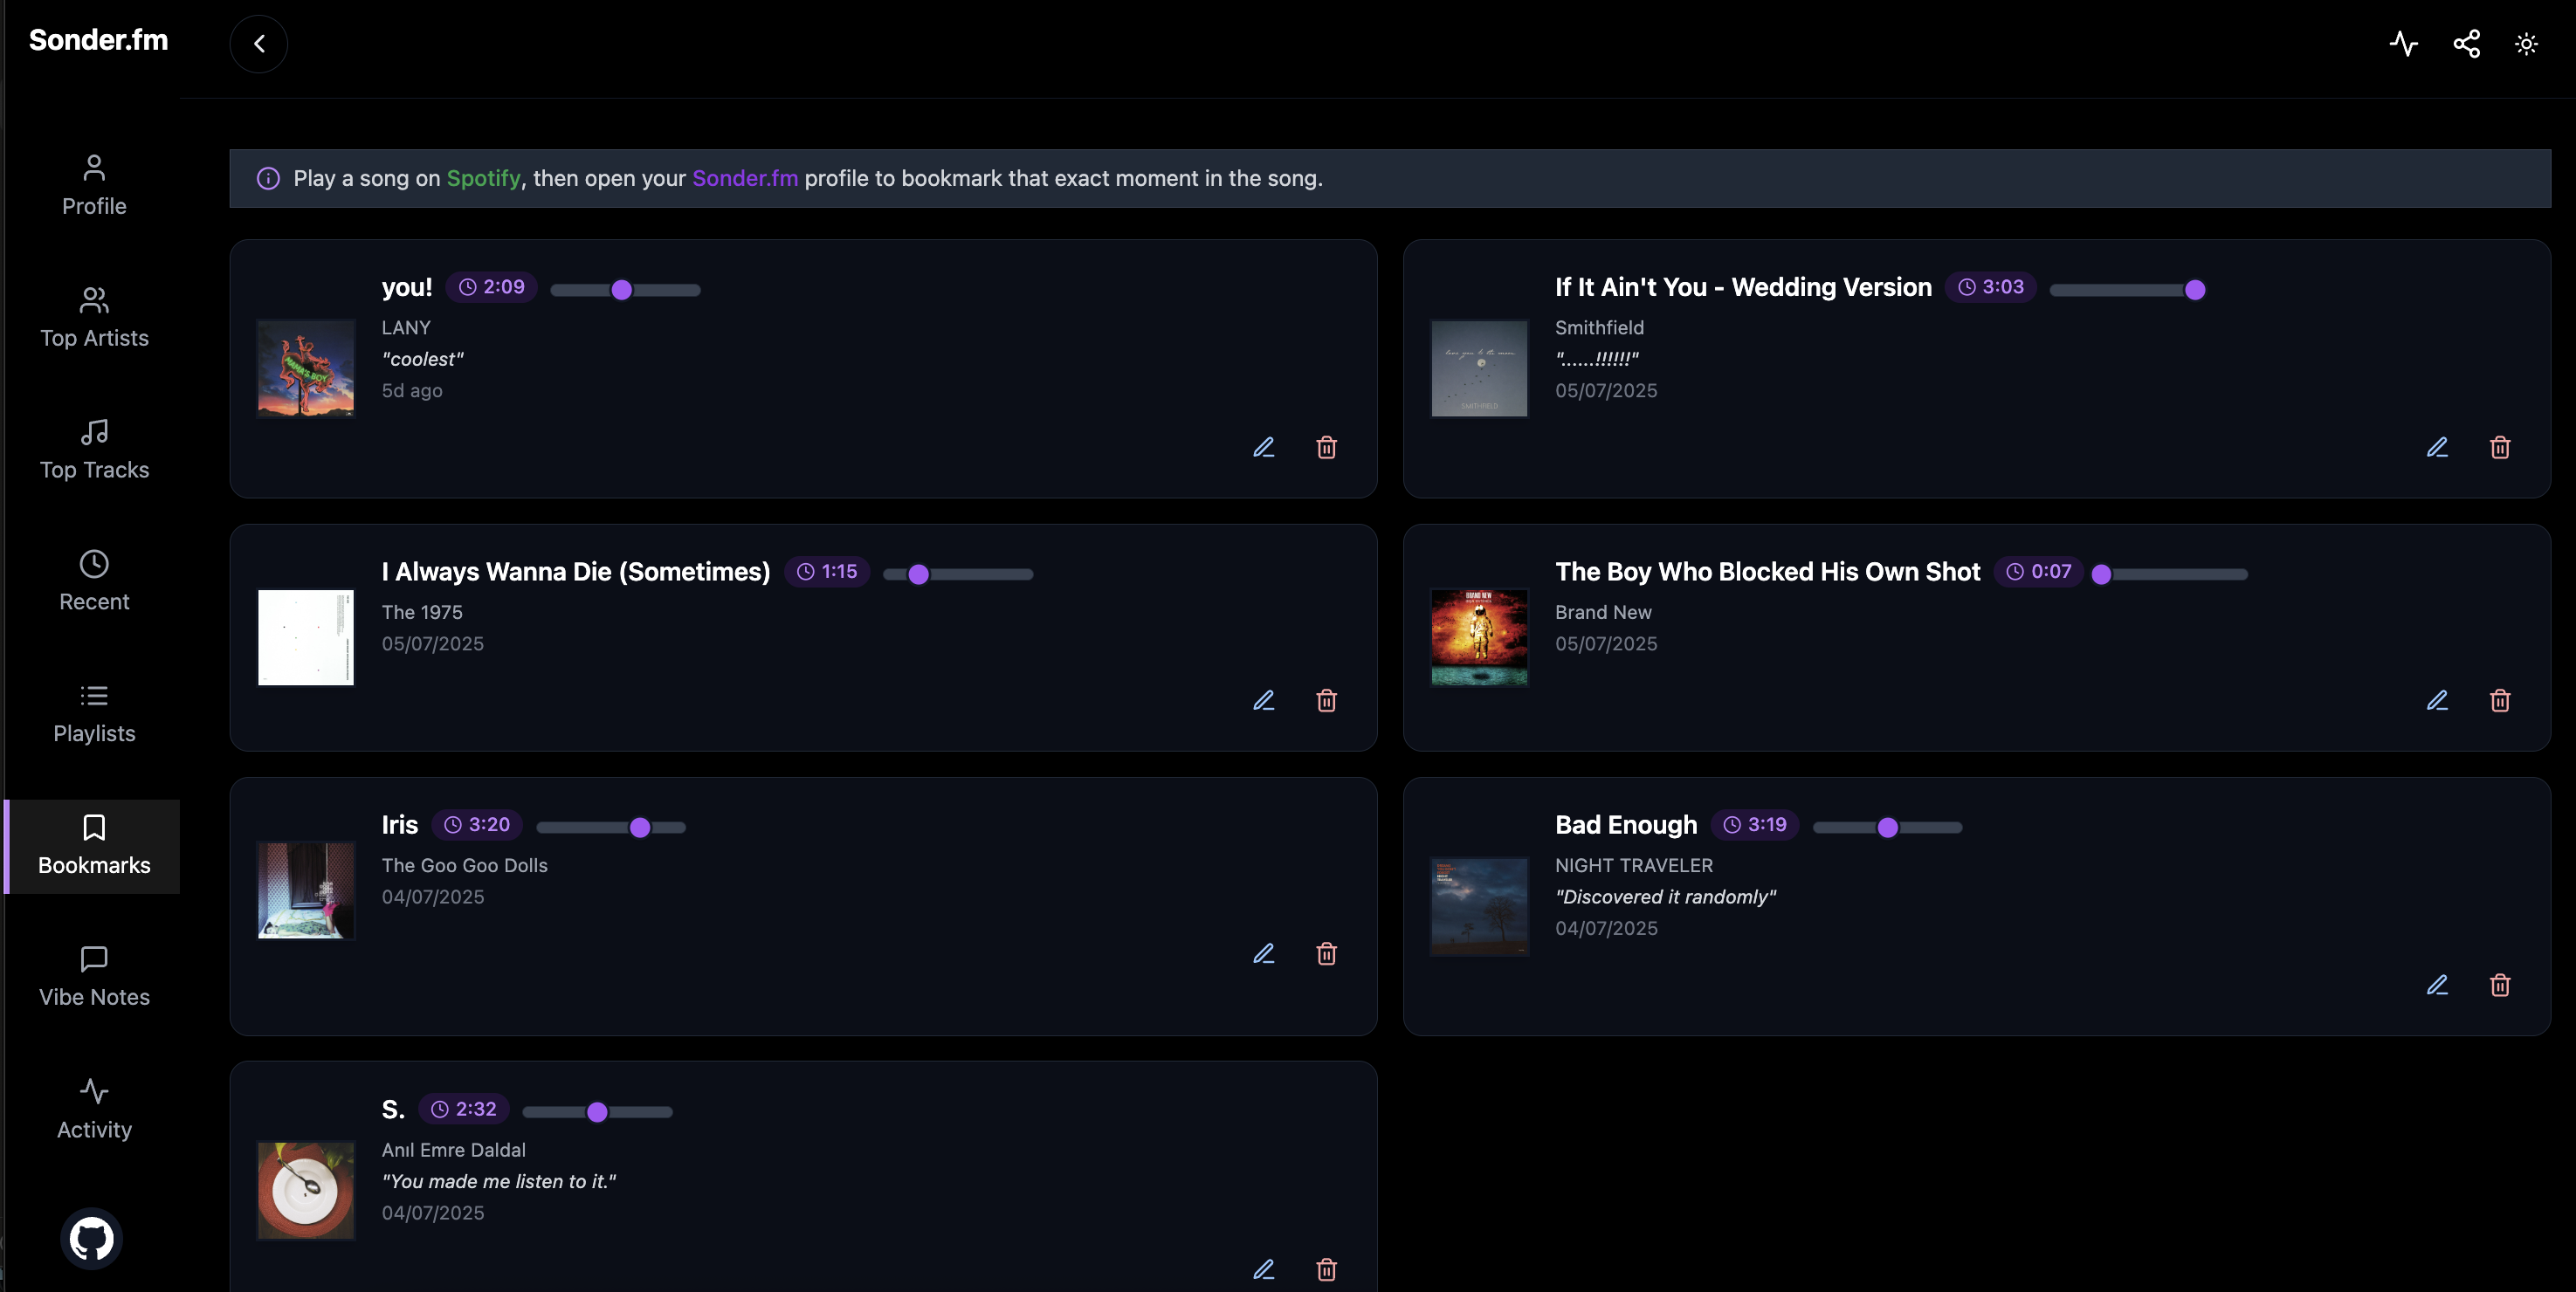 Sonder.fm
Profile
Top Artists
Top Tracks
Recent
Playlists
Bookmarks
Vibe Notes
Activity
Play a song on Spotify, then open your Sonder.fm profile to bookmark that exact moment in the song.
you! 2:09
LANY
"coolest"
5d ago
MAMA'S BOY
If It Ain't You - Wedding Version 3:03
Smithfield
"......!!!!!!"
05/07/2025
SMITHFIELD
I Always Wanna Die (Sometimes) 1:15
The 1975
05/07/2025
The Boy Who Blocked His Own Shot 0:07
Brand New
05/07/2025
BRAND NEW
Iris 3:20
The Goo Goo Dolls
04/07/2025
Bad Enough 3:19
NIGHT TRAVELER
"Discovered it randomly"
04/07/2025
S. 2:32
Anıl Emre Daldal
"You made me listen to it."
04/07/2025